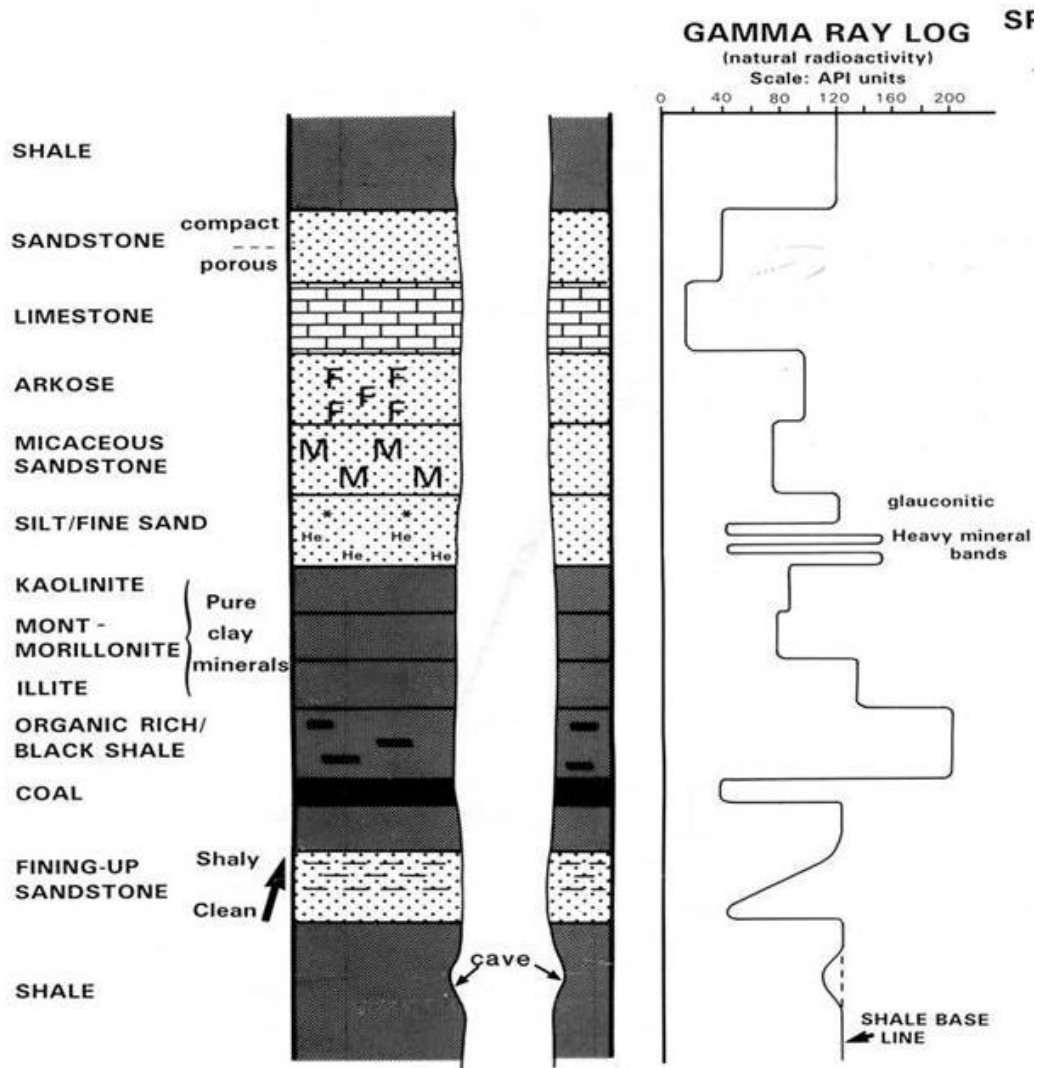 GAMMA RAY LOG
(natural radioactivity)
Scale: API units
0 40 80 120 160 200
SHALE
SANDSTONE
compact
porous
LIMESTONE
ARKOSE
F F
F
F F
MICACEOUS
SANDSTONE
M M
M M
SILT/FINE SAND
* *
He He
He He
glauconitic
Heavy mineral
bands
KAOLINITE
MONT-
MORILLONITE
ILLITE
Pure
clay
minerals
ORGANIC RICH/
BLACK SHALE
COAL
FINING-UP
SANDSTONE
Shaly
Clean
cave
SHALE
SHALE BASE
LINE